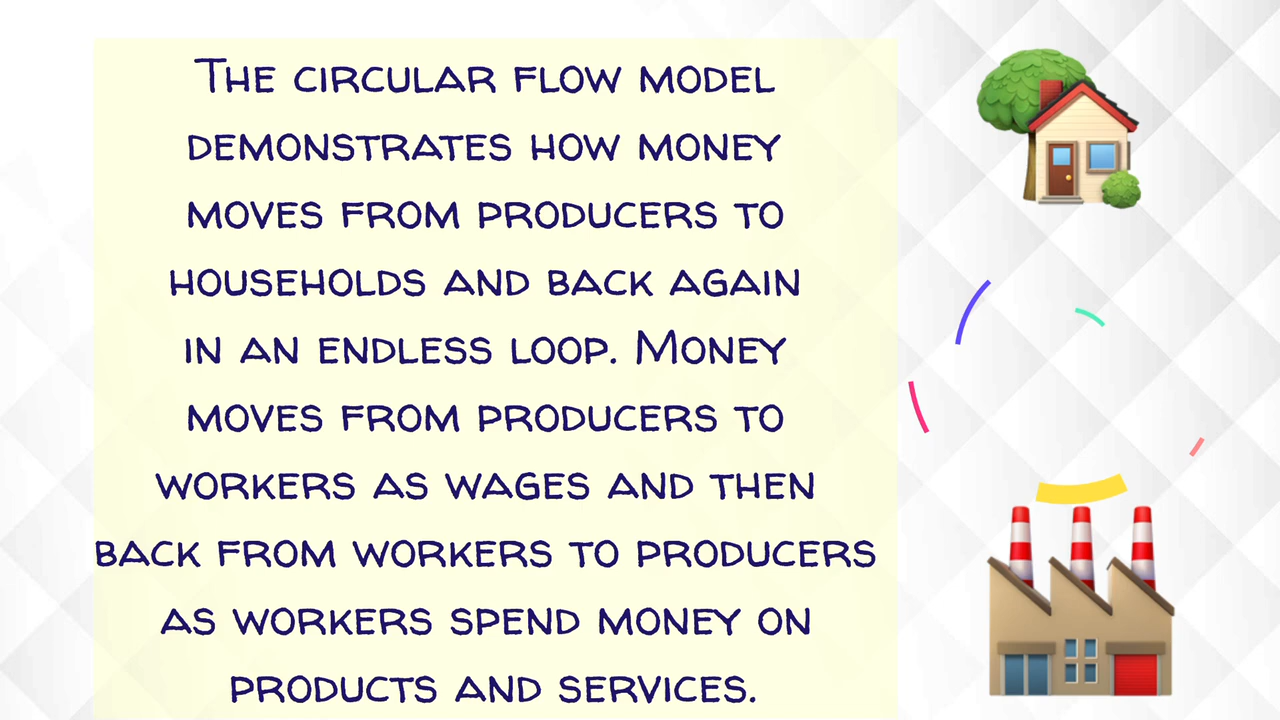 The circular flow model
demonstrates how money
moves from producers to
households and back again
in an endless loop. Money
moves from producers to
workers as wages and then
back from workers to producers
as workers spend money on
products and services.